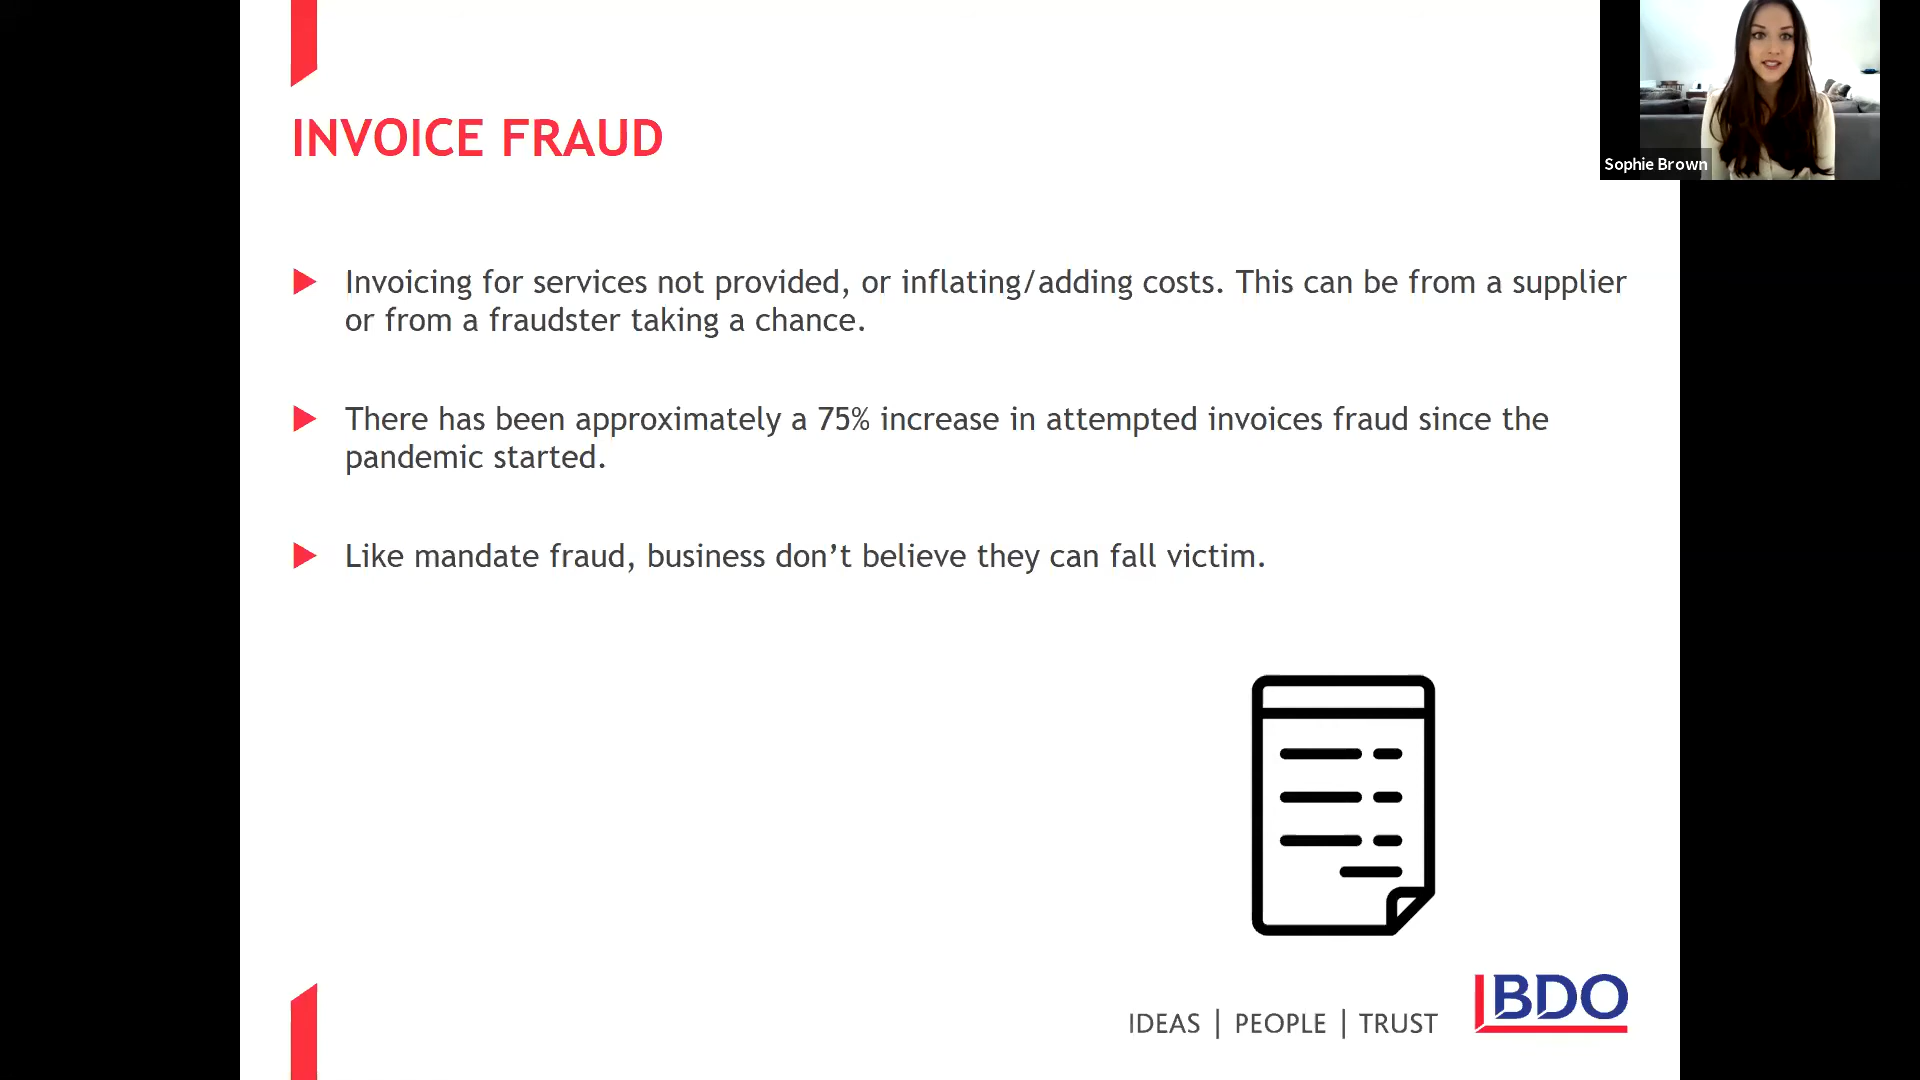 INVOICE FRAUD
Sophie Brown
Invoicing for services not provided, or inflating/adding costs. This can be from a supplier
or from a fraudster taking a chance.
There has been approximately a 75% increase in attempted invoices fraud since the
pandemic started.
Like mandate fraud, business don’t believe they can fall victim.
IDEAS | PEOPLE | TRUST
BDO